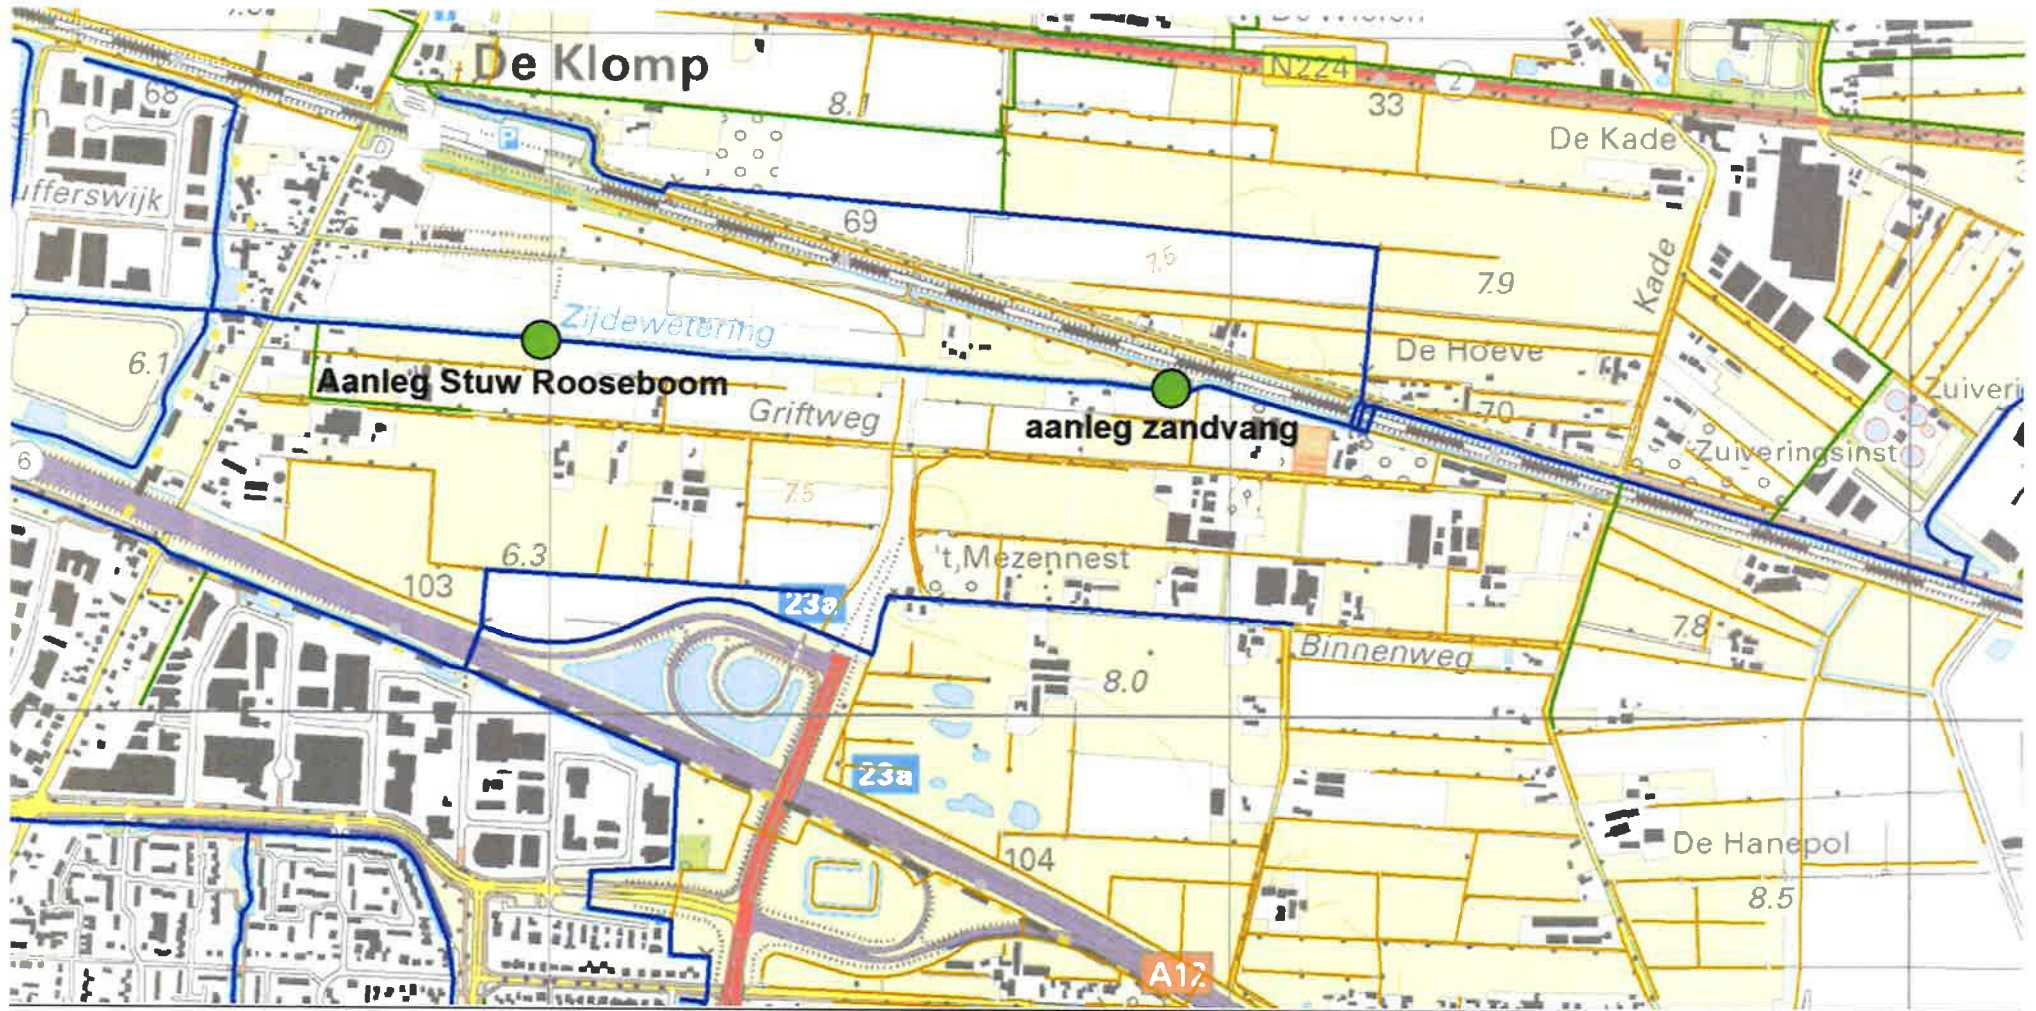 De Klomp
N224
2
33
8.
De Kade
68
P
69
7.5
7.9
Kade
Zijdewetering
6.1
De Hoeve
Aanleg Stuw Rooseboom
Griftweg
aanleg zandvang
70
Zuiveringsinst
6
7.5
6.3
't Mezennest
103
23a
7.8
Binnenweg
8.0
23a
De Hanepol
104
8.5
A12